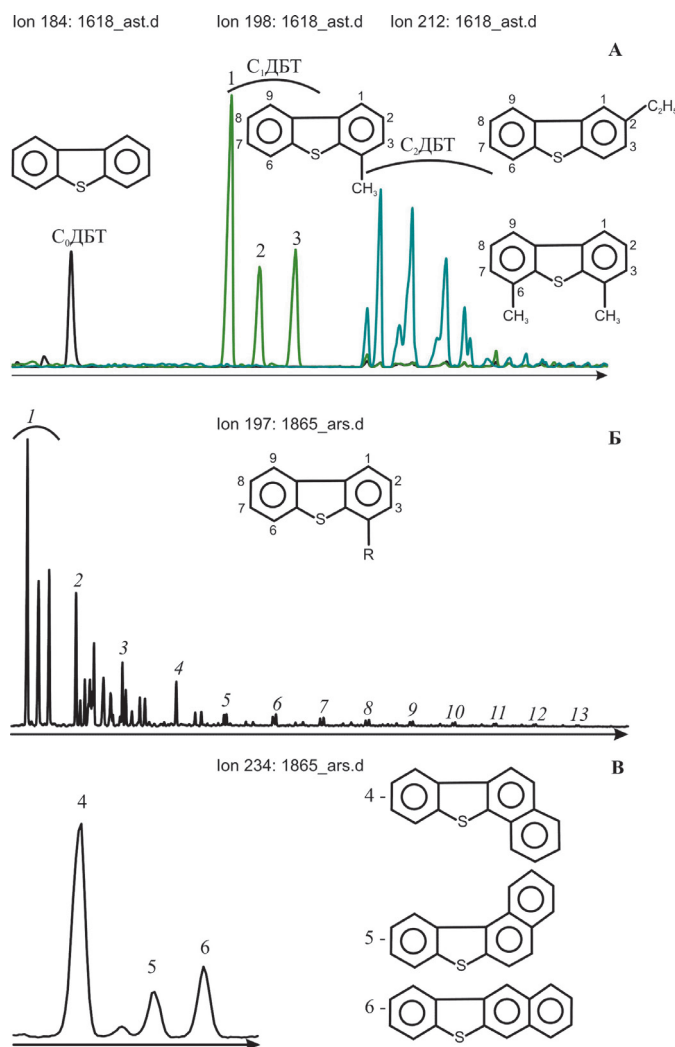 Ion 184: 1618_ast.d
Ion 198: 1618_ast.d
Ion 212: 1618_ast.d
А
1
C₁ДБТ
9
1
8
2
7
3
6
S
CH₃
9
1
8
2
7
3
6
S
C₂H₅
C₂ДБТ
S
C₀ДБТ
2
3
9
1
8
2
7
3
6
S
CH₃
CH₃
Ion 197: 1865_ars.d
Б
1
9
1
8
2
7
3
6
S
R
2
3
4
5
6
7
8
9
10
11
12
13
Ion 234: 1865_ars.d
В
4
5
6
4 -
S
5 -
S
6 -
S